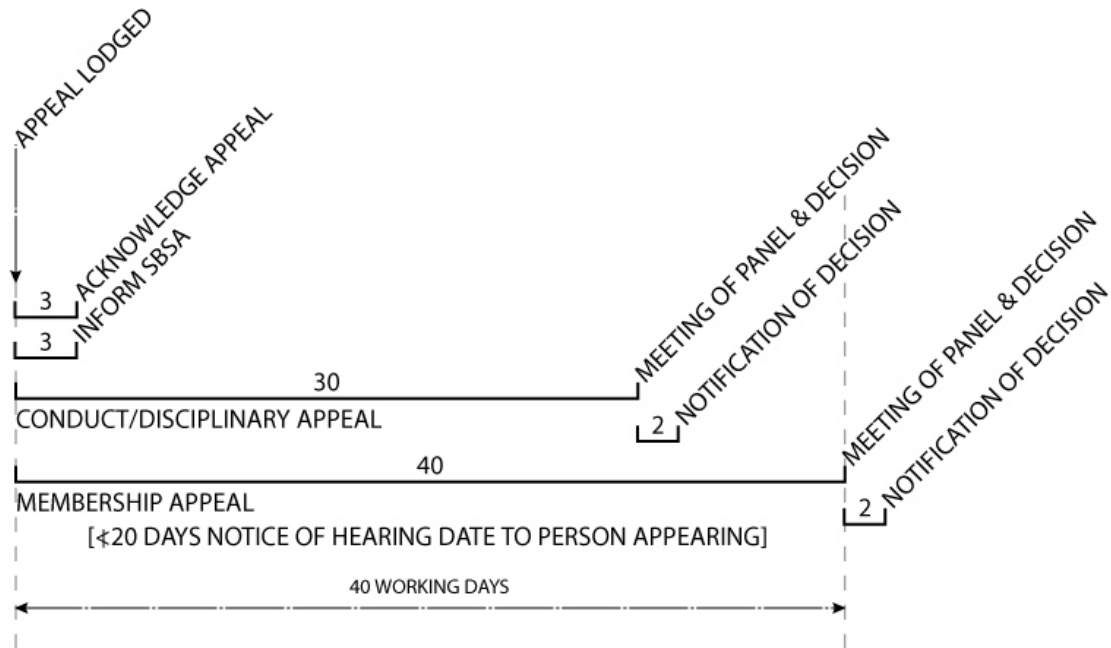 APPEAL LODGED
3
ACKNOWLEDGE APPEAL
3
INFORM SBSA
30
MEETING OF PANEL & DECISION
CONDUCT/DISCIPLINARY APPEAL
2
NOTIFICATION OF DECISION
40
MEETING OF PANEL & DECISION
MEMBERSHIP APPEAL
2
NOTIFICATION OF DECISION
[≮20 DAYS NOTICE OF HEARING DATE TO PERSON APPEARING]
40 WORKING DAYS